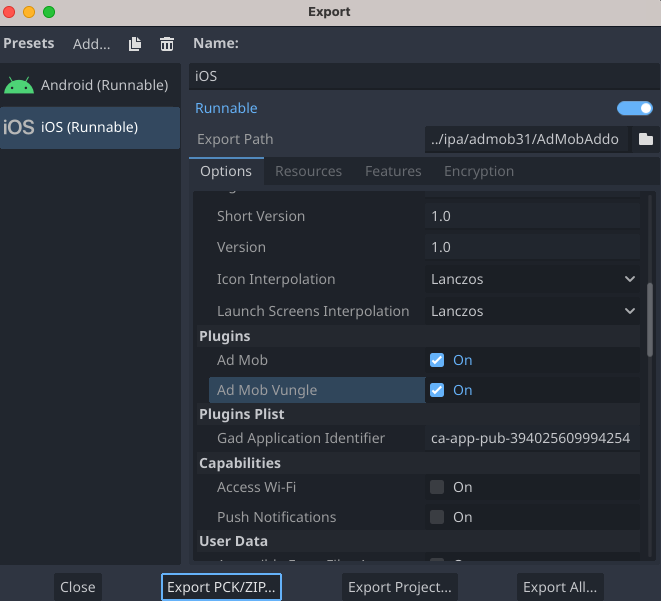 Export
Presets Add... Name:
Android (Runnable)
iOS iOS (Runnable)
iOS
Runnable
Export Path ../ipa/admob31/AdMobAddo
Options Resources Features Encryption
Short Version 1.0
Version 1.0
Icon Interpolation Lanczos
Launch Screens Interpolation Lanczos
Plugins
Ad Mob On
Ad Mob Vungle On
Plugins Plist
Gad Application Identifier ca-app-pub-394025609994254
Capabilities
Access Wi-Fi On
Push Notifications On
User Data
Close Export PCK/ZIP... Export Project... Export All...